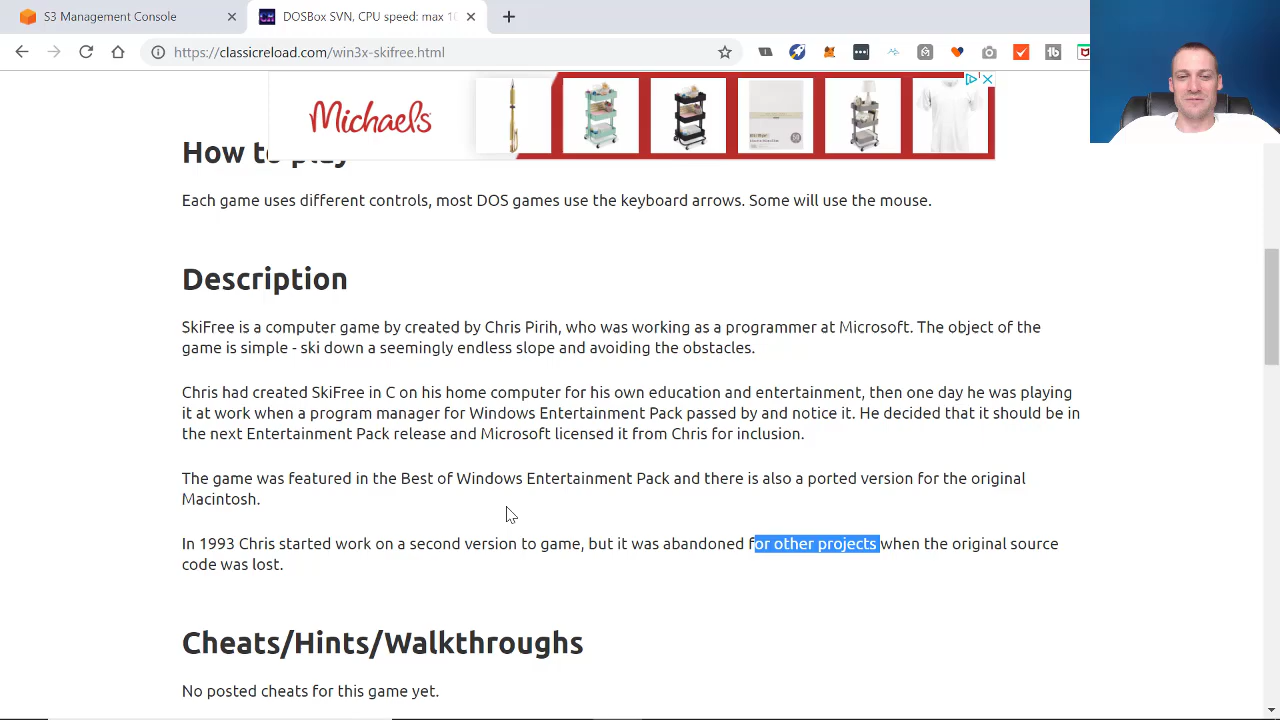 S3 Management Console
DOSBox SVN, CPU speed: max 10
https://classicreload.com/win3x-skifree.html
Michaels
How to play
Each game uses different controls, most DOS games use the keyboard arrows. Some will use the mouse.
Description
SkiFree is a computer game by created by Chris Pirih, who was working as a programmer at Microsoft. The object of the
game is simple - ski down a seemingly endless slope and avoiding the obstacles.
Chris had created SkiFree in C on his home computer for his own education and entertainment, then one day he was playing
it at work when a program manager for Windows Entertainment Pack passed by and notice it. He decided that it should be in
the next Entertainment Pack release and Microsoft licensed it from Chris for inclusion.
The game was featured in the Best of Windows Entertainment Pack and there is also a ported version for the original
Macintosh.
In 1993 Chris started work on a second version to game, but it was abandoned for other projects when the original source
code was lost.
Cheats/Hints/Walkthroughs
No posted cheats for this game yet.